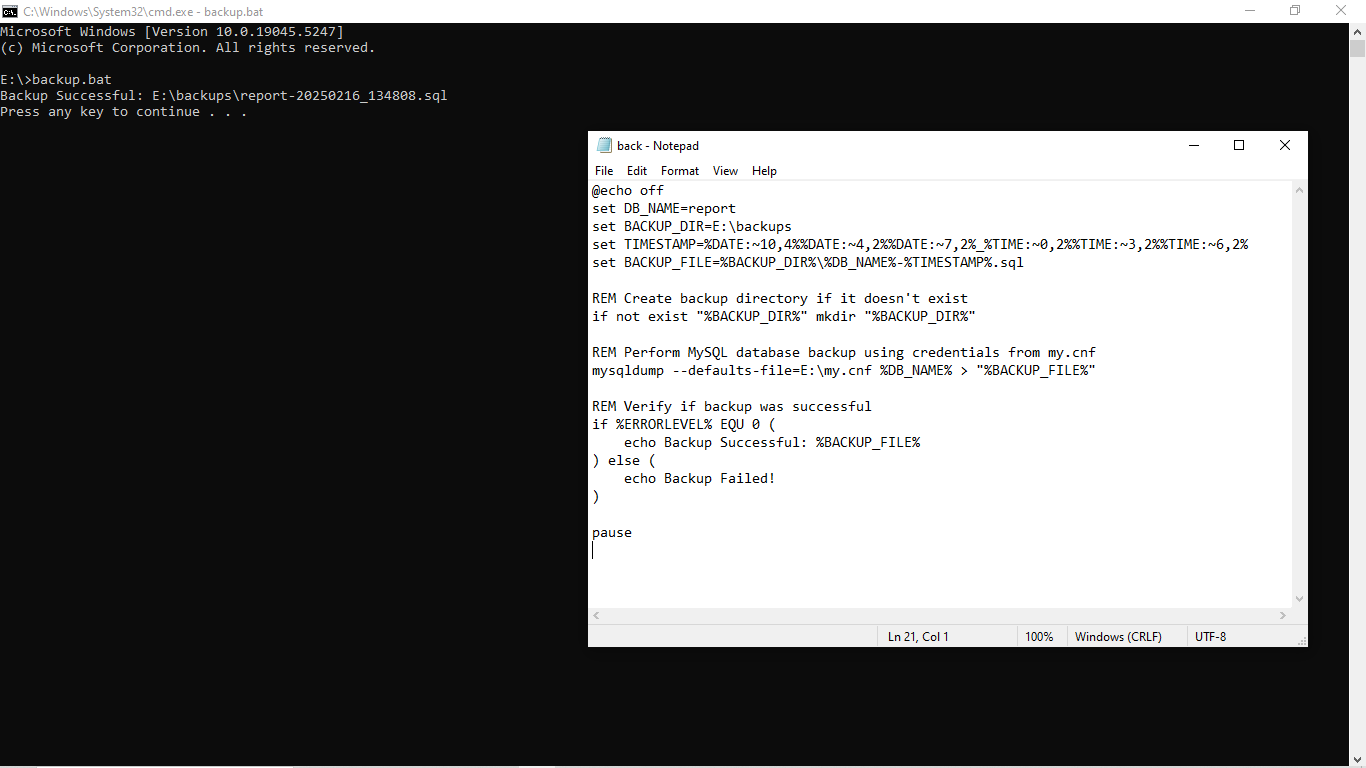 C:\Windows\System32\cmd.exe - backup.bat
Microsoft Windows [Version 10.0.19045.5247]
(c) Microsoft Corporation. All rights reserved.
E:\>backup.bat
Backup Successful: E:\backups\report-20250216_134808.sql
Press any key to continue . . .
back - Notepad
File Edit Format View Help
@echo off
set DB_NAME=report
set BACKUP_DIR=E:\backups
set TIMESTAMP=%DATE:~10,4%%DATE:~4,2%%DATE:~7,2%_%TIME:~0,2%%TIME:~3,2%%TIME:~6,2%
set BACKUP_FILE=%BACKUP_DIR%\%DB_NAME%-%TIMESTAMP%.sql
REM Create backup directory if it doesn't exist
if not exist "%BACKUP_DIR%" mkdir "%BACKUP_DIR%"
REM Perform MySQL database backup using credentials from my.cnf
mysqldump --defaults-file=E:\my.cnf %DB_NAME% > "%BACKUP_FILE%"
REM Verify if backup was successful
if %ERRORLEVEL% EQU 0 (
    echo Backup Successful: %BACKUP_FILE%
) else (
    echo Backup Failed!
)
pause
Ln 21, Col 1 100% Windows (CRLF) UTF-8